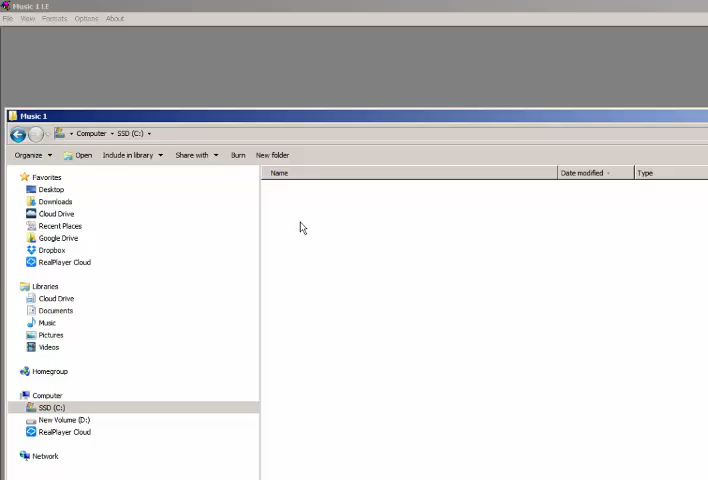 Music 1 LE
File View Formats Options About
Music 1
Computer SSD (C:)
Organize Open Include in library Share with Burn New folder
Name Date modified Type
Favorites
Desktop
Downloads
Cloud Drive
Recent Places
Google Drive
Dropbox
RealPlayer Cloud
Libraries
Cloud Drive
Documents
Music
Pictures
Videos
Homegroup
Computer
SSD (C:)
New Volume (D:)
RealPlayer Cloud
Network